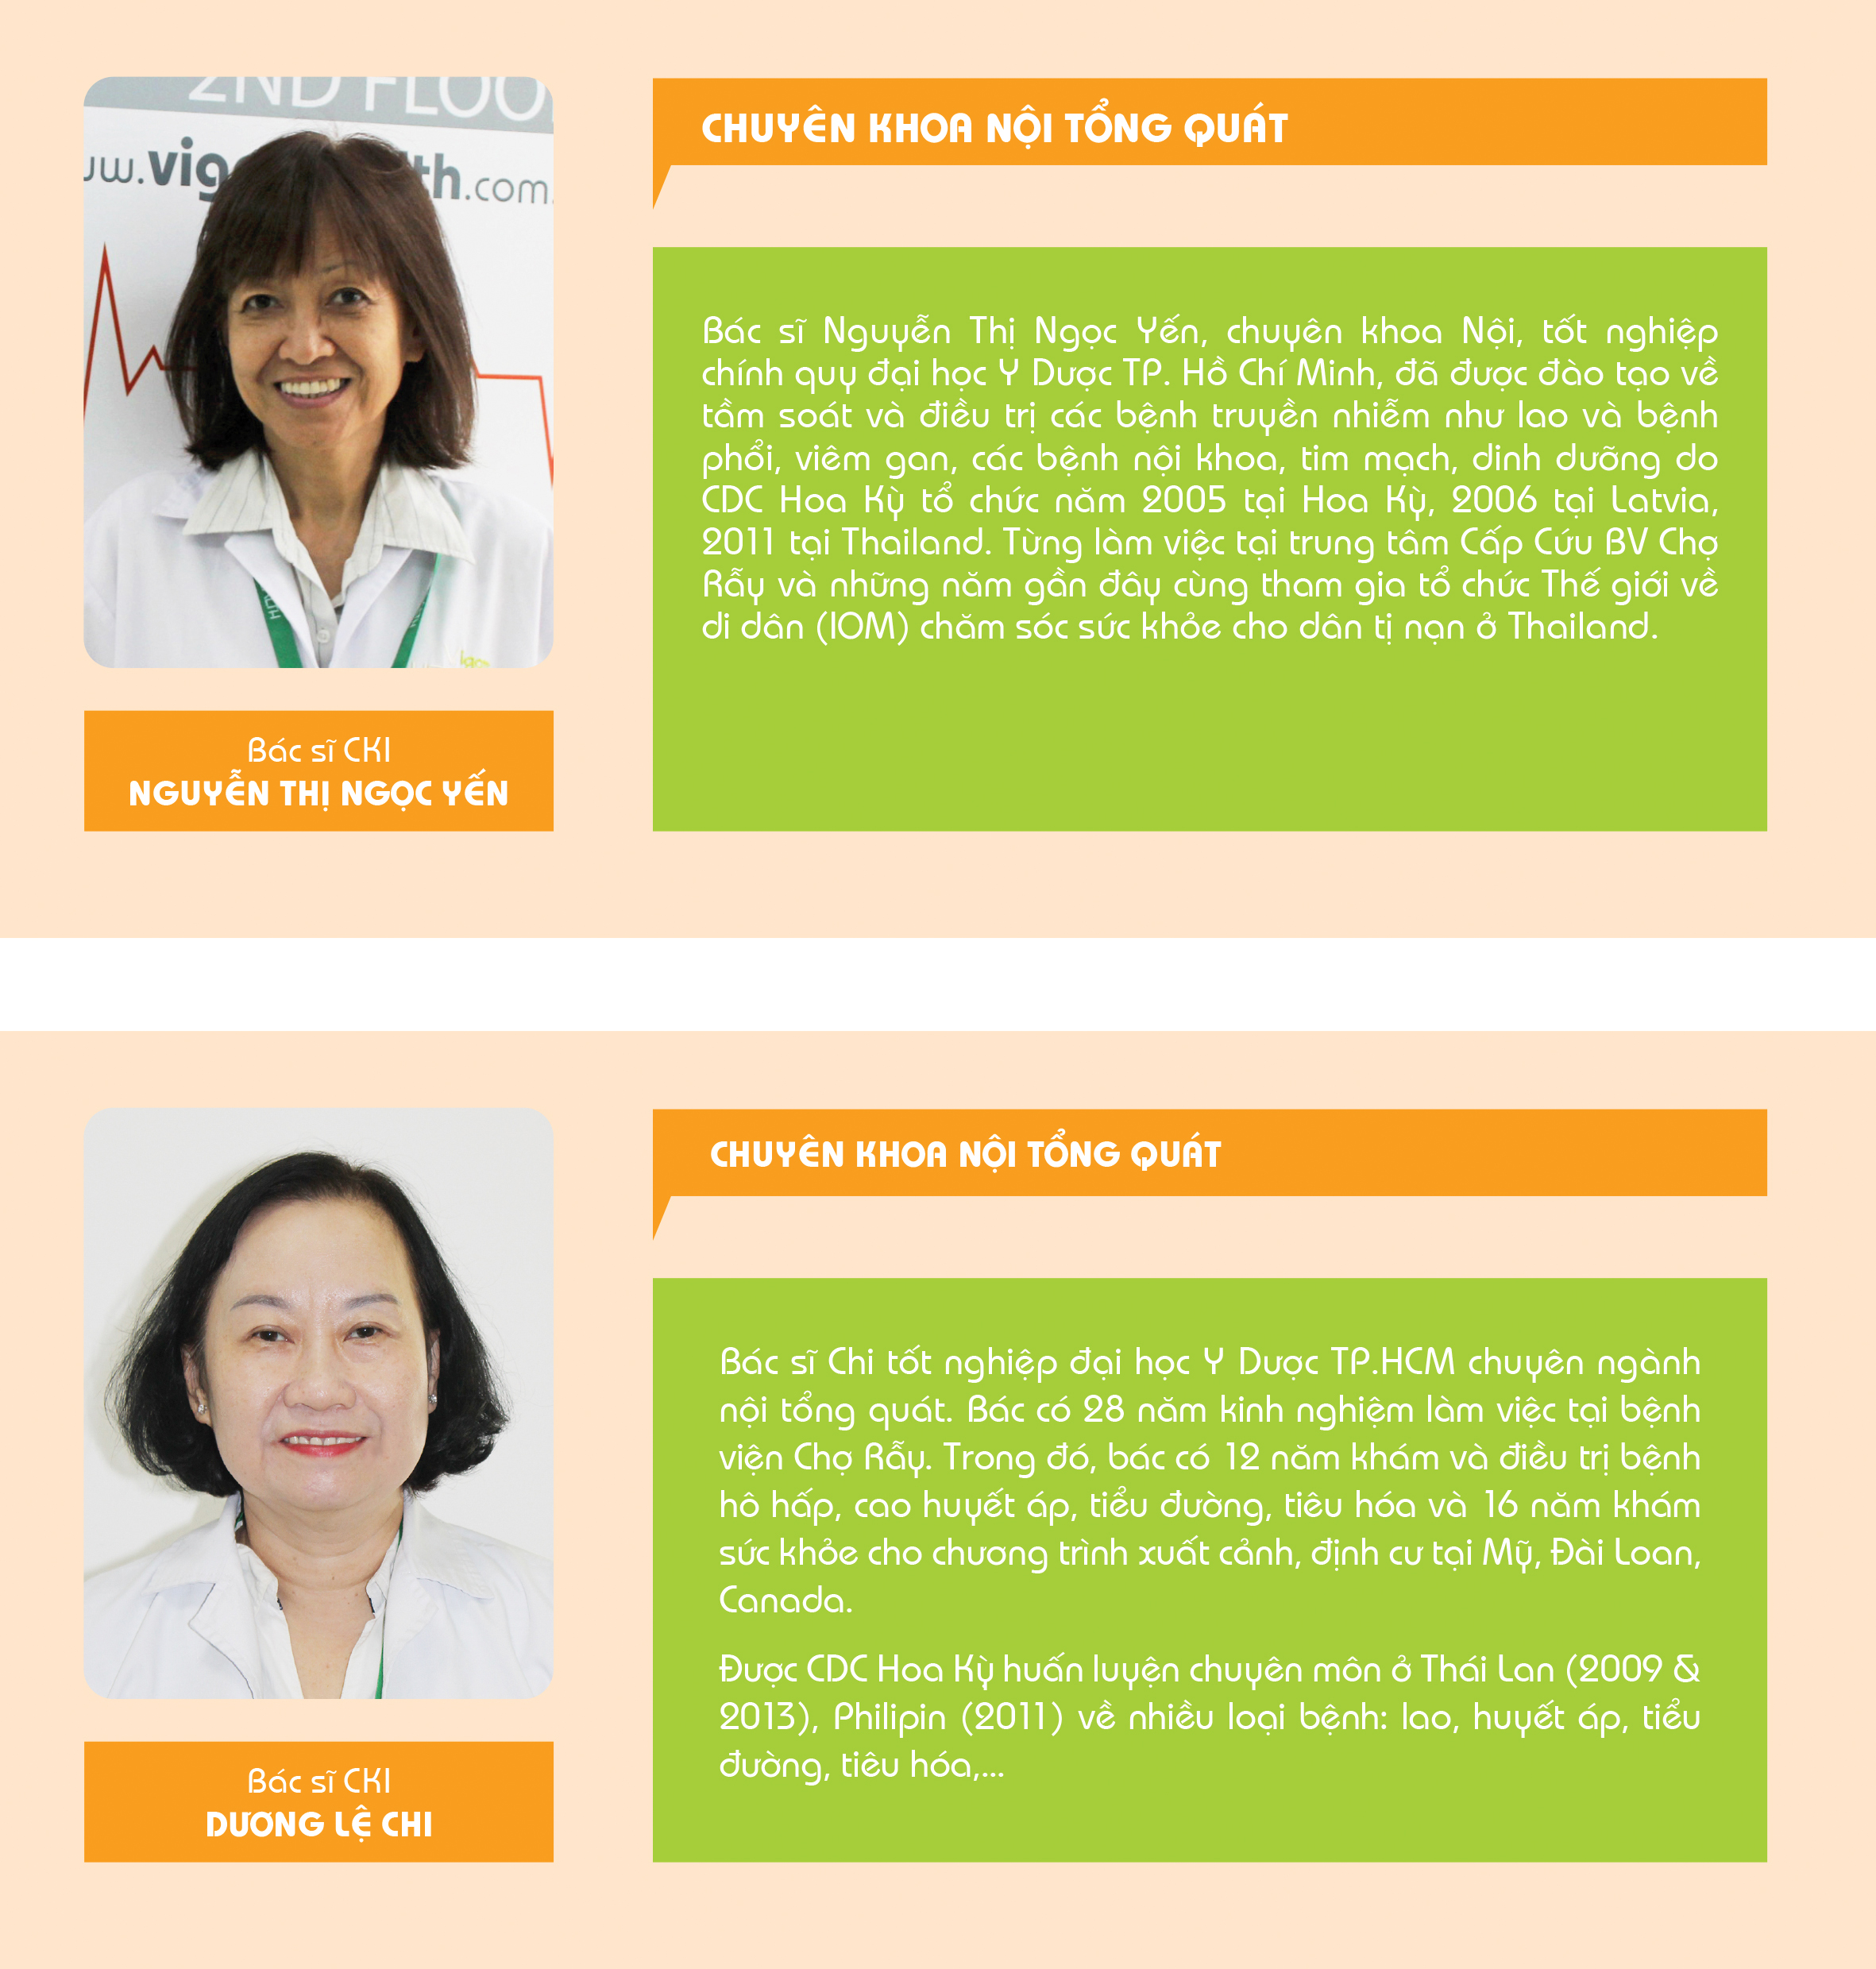 2ND FLOO
.com
CHUYÊN KHOA NỘI TỔNG QUÁT
Bác sĩ Nguyễn Thị Ngọc Yến, chuyên khoa Nội, tốt nghiệp
chính quy đại học Y Dược TP. Hồ Chí Minh, đã được đào tạo về
tầm soát và điều trị các bệnh truyền nhiễm như lao và bệnh
phổi, viêm gan, các bệnh nội khoa, tim mạch, dinh dưỡng do
CDC Hoa Kỳ tổ chức năm 2005 tại Hoa Kỳ, 2006 tại Latvia,
2011 tại Thailand. Từng làm việc tại trung tâm Cấp Cứu BV Chợ
Rẫy và những năm gần đây cùng tham gia tổ chức Thế giới về
di dân (IOM) chăm sóc sức khỏe cho dân tị nạn ở Thailand.
Bác sĩ CKI
NGUYỄN THỊ NGỌC YẾN
CHUYÊN KHOA NỘI TỔNG QUÁT
Bác sĩ Chi tốt nghiệp đại học Y Dược TP.HCM chuyên ngành
nội tổng quát. Bác có 28 năm kinh nghiệm làm việc tại bệnh
viện Chợ Rẫy. Trong đó, bác có 12 năm khám và điều trị bệnh
hô hấp, cao huyết áp, tiểu đường, tiêu hóa và 16 năm khám
sức khỏe cho chương trình xuất cảnh, định cư tại Mỹ, Đài Loan,
Canada.
Được CDC Hoa Kỳ huấn luyện chuyên môn ở Thái Lan (2009 &
2013), Philipin (2011) về nhiều loại bệnh: lao, huyết áp, tiểu
đường, tiêu hóa,...
Bác sĩ CKI
DƯƠNG LỆ CHI